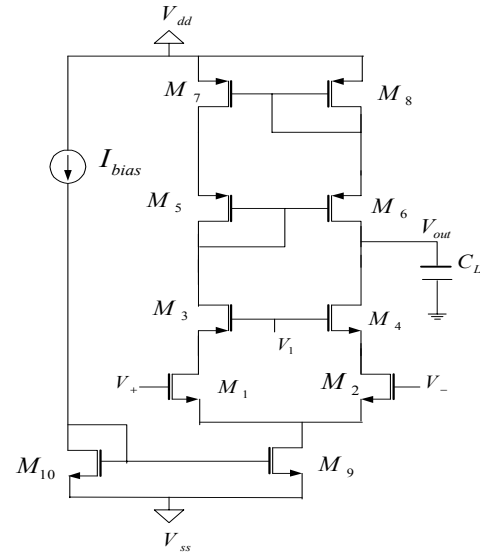 V_dd
M_7
M_8
I_bias
M_5
M_6
V_out
C_L
M_3
M_4
V_1
V_+
M_1
M_2
V_−
M_10
M_9
V_ss